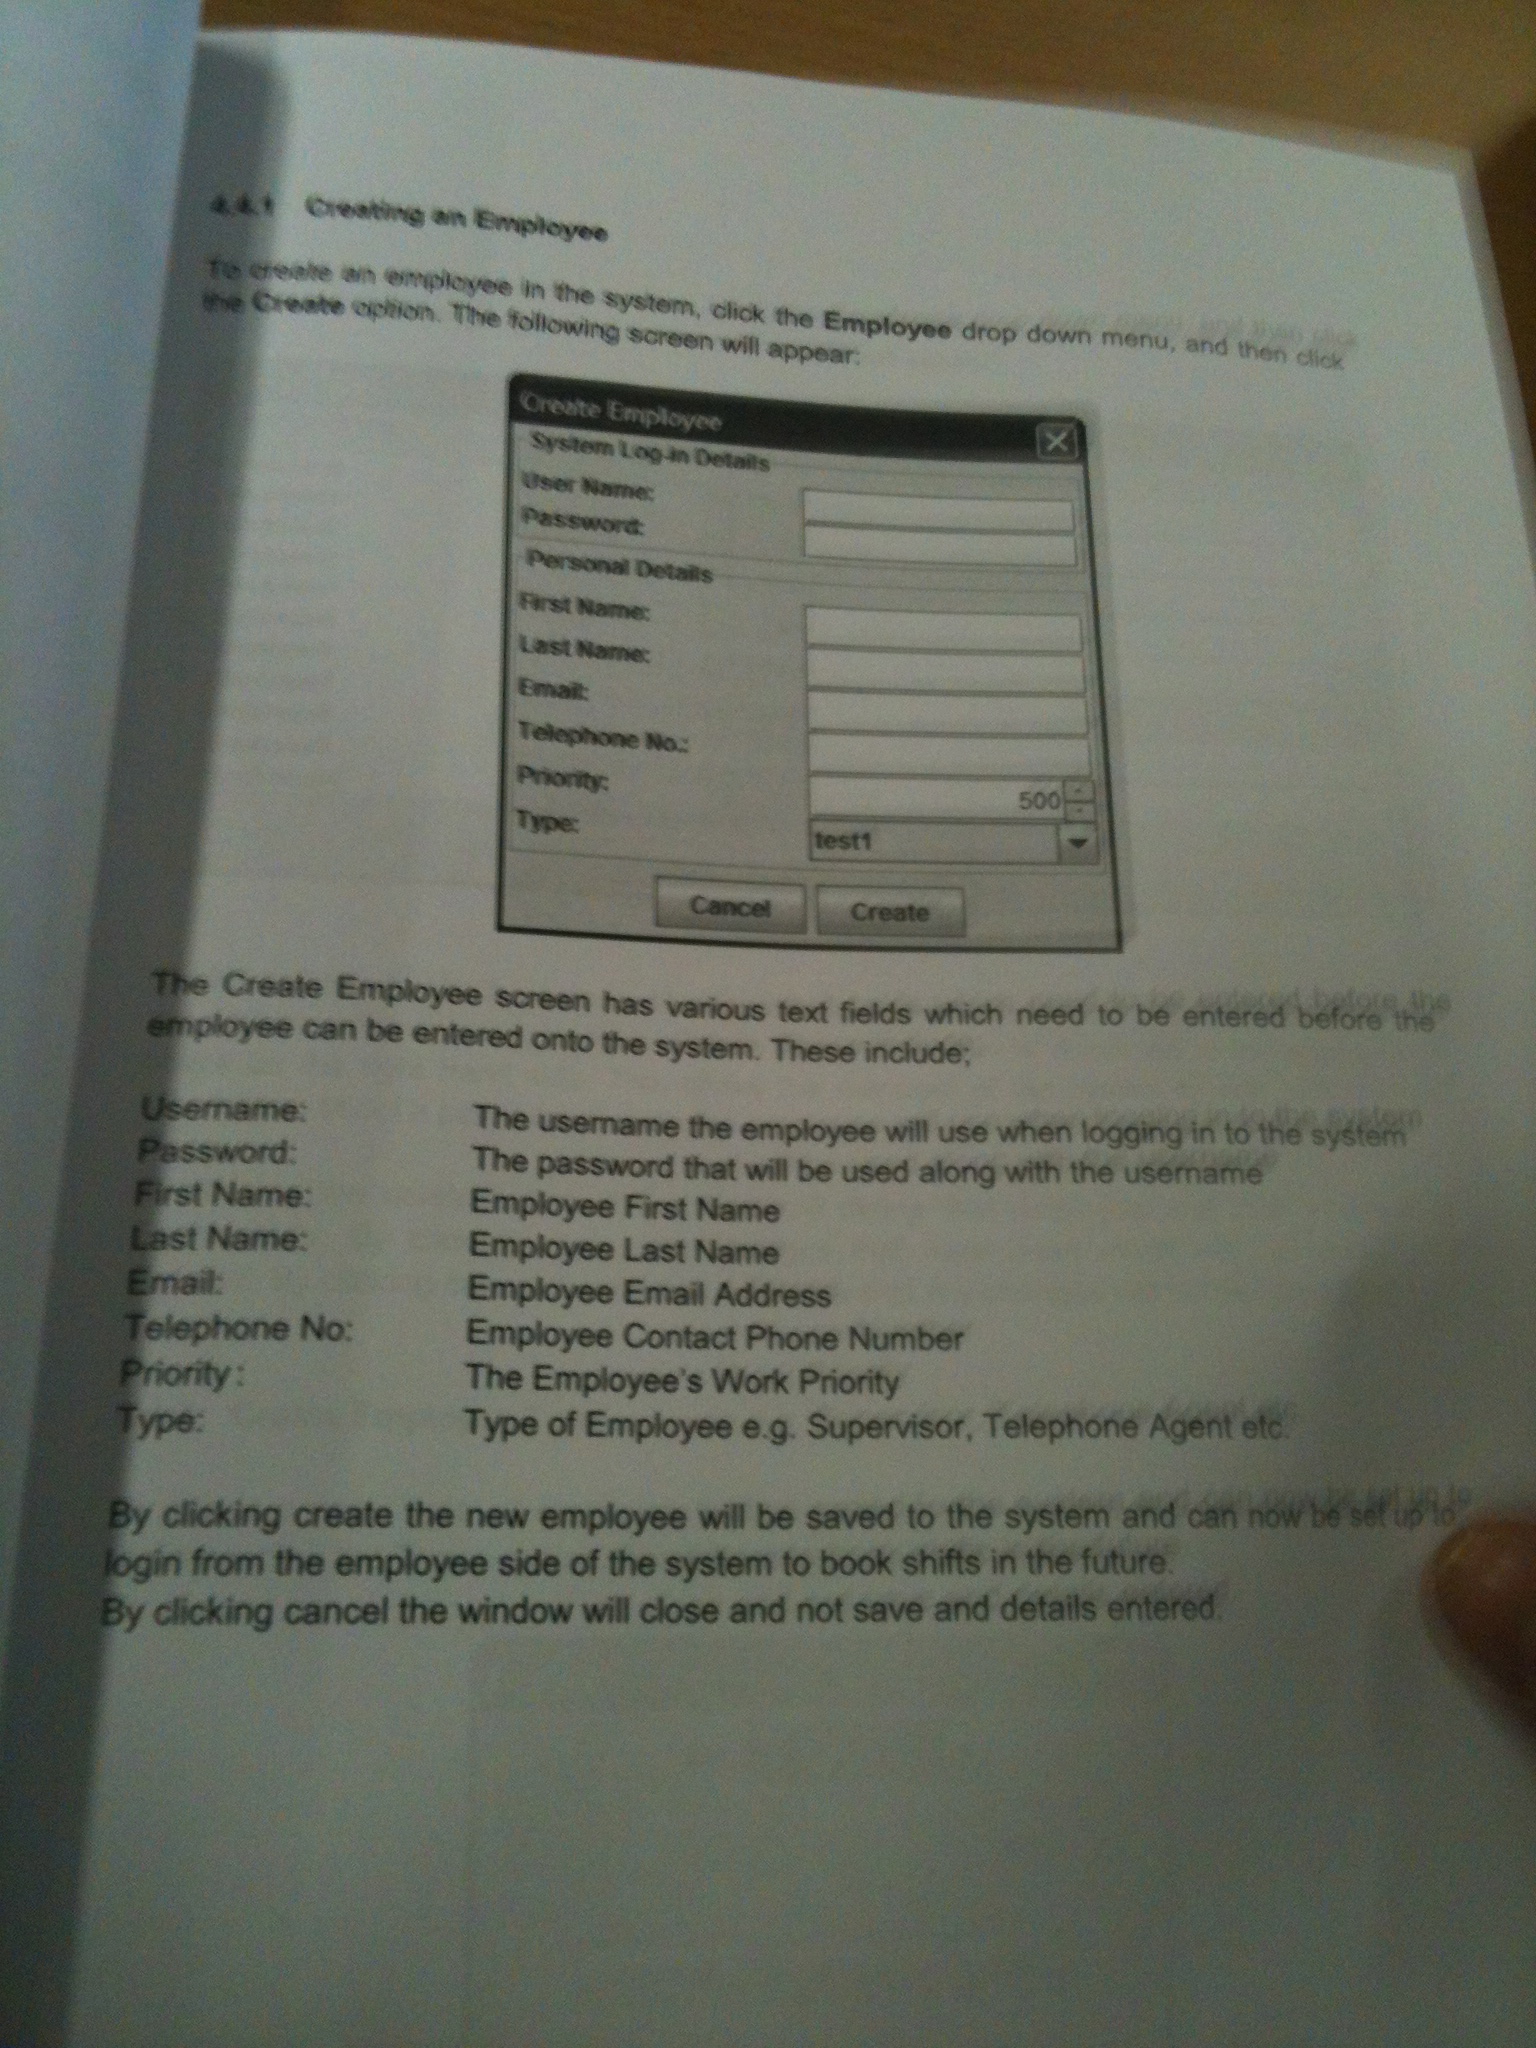 4.4.1 Creating an Employee
To create an employee in the system, click the Employee drop down menu, and then click
the Create option. The following screen will appear:
Create Employee
System Log-in Details
User Name:
Password:
Personal Details
First Name:
Last Name:
Email:
Telephone No.:
Priority: 500
Type: test1
Cancel Create
The Create Employee screen has various text fields which need to be entered before the
employee can be entered onto the system. These include;
Username: The username the employee will use when logging in to the system
Password: The password that will be used along with the username
First Name: Employee First Name
Last Name: Employee Last Name
Email: Employee Email Address
Telephone No: Employee Contact Phone Number
Priority: The Employee's Work Priority
Type: Type of Employee e.g. Supervisor, Telephone Agent etc.
By clicking create the new employee will be saved to the system and can now be set up to
login from the employee side of the system to book shifts in the future.
By clicking cancel the window will close and not save and details entered.